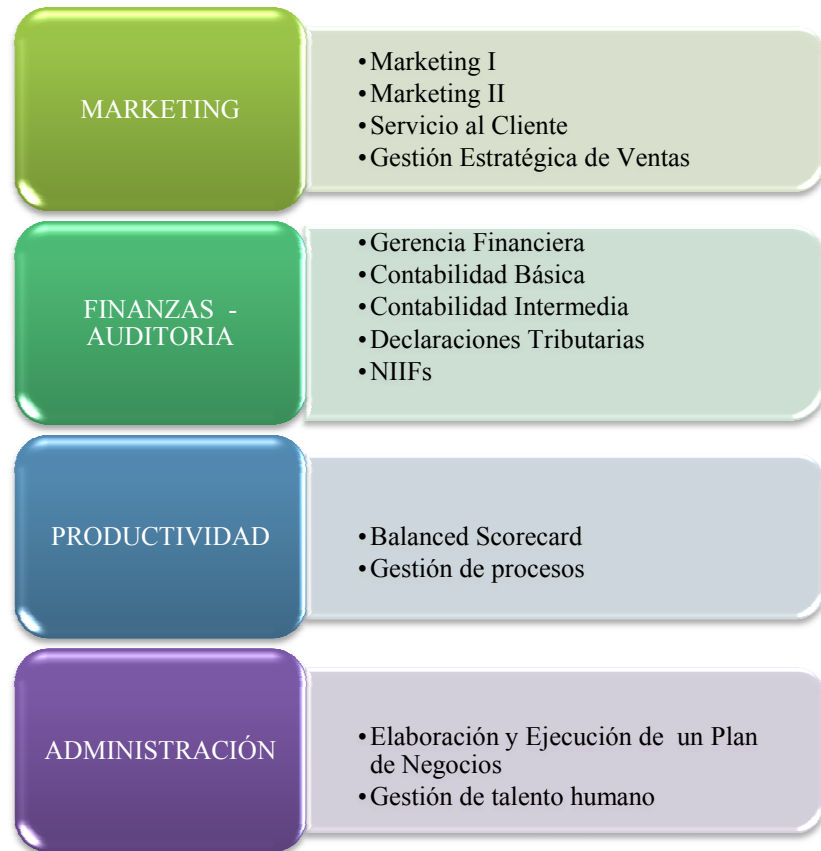 MARKETING
•Marketing I
•Marketing II
•Servicio al Cliente
•Gestión Estratégica de Ventas
FINANZAS -
AUDITORIA
•Gerencia Financiera
•Contabilidad Básica
•Contabilidad Intermedia
•Declaraciones Tributarias
•NIIFs
PRODUCTIVIDAD
•Balanced Scorecard
•Gestión de procesos
ADMINISTRACIÓN
•Elaboración y Ejecución de un Plan
de Negocios
•Gestión de talento humano